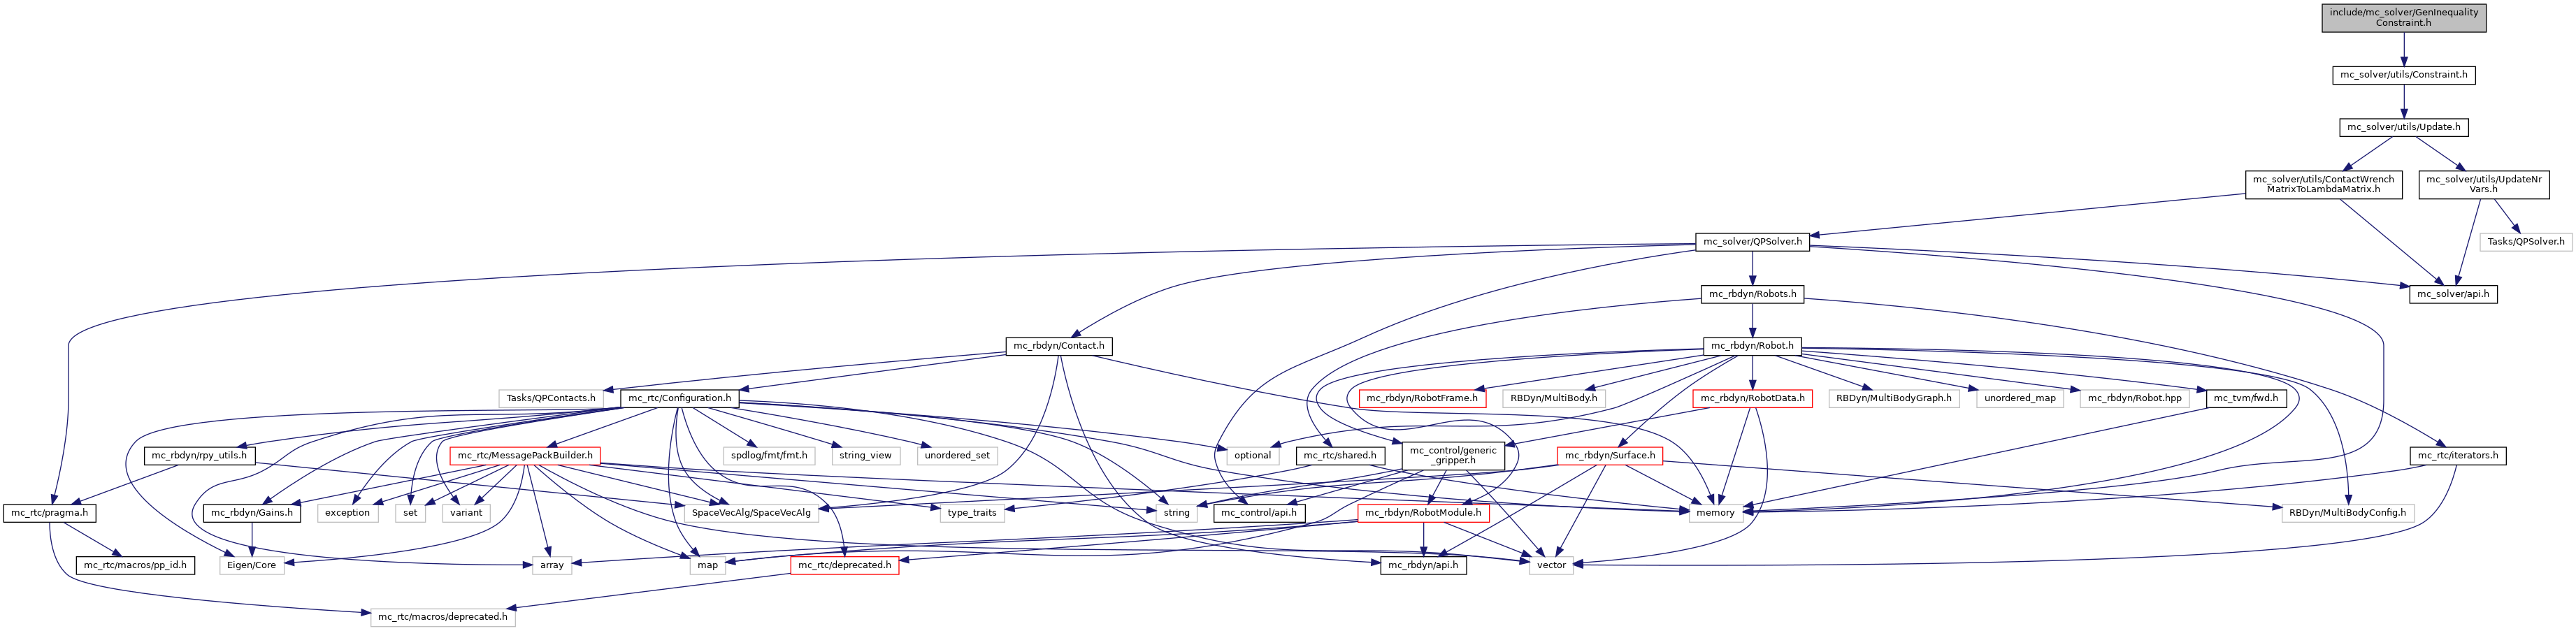 include/mc_solver/GenInequality
Constraint.h
mc_solver/utils/Constraint.h
mc_solver/utils/Update.h
mc_solver/utils/ContactWrench
MatrixToLambdaMatrix.h
mc_solver/utils/UpdateNr
Vars.h
mc_solver/QPSolver.h
Tasks/QPSolver.h
mc_rbdyn/Robots.h
mc_solver/api.h
mc_rbdyn/Contact.h
mc_rbdyn/Robot.h
Tasks/QPContacts.h
mc_rtc/Configuration.h
mc_rbdyn/RobotFrame.h
RBDyn/MultiBody.h
mc_rbdyn/RobotData.h
RBDyn/MultiBodyGraph.h
unordered_map
mc_rbdyn/Robot.hpp
mc_tvm/fwd.h
mc_rbdyn/rpy_utils.h
mc_rtc/MessagePackBuilder.h
spdlog/fmt/fmt.h
string_view
unordered_set
optional
mc_rtc/shared.h
mc_control/generic
_gripper.h
mc_rbdyn/Surface.h
mc_rtc/iterators.h
mc_rtc/pragma.h
mc_rbdyn/Gains.h
exception
set
variant
SpaceVecAlg/SpaceVecAlg
type_traits
string
mc_control/api.h
mc_rbdyn/RobotModule.h
memory
RBDyn/MultiBodyConfig.h
mc_rtc/macros/pp_id.h
Eigen/Core
array
map
mc_rtc/deprecated.h
mc_rbdyn/api.h
vector
mc_rtc/macros/deprecated.h